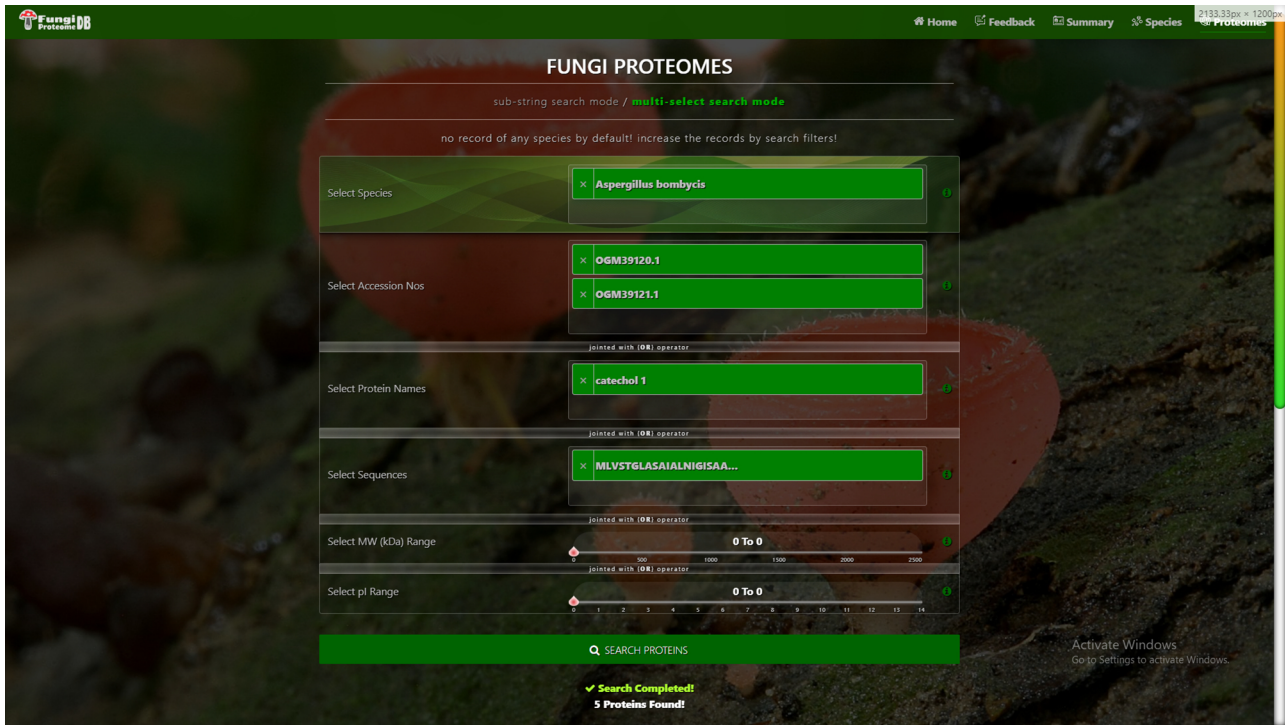 Fungi
Proteome DB
Home Feedback Summary Species Proteomes
2133.33px × 1200px
FUNGI PROTEOMES
sub-string search mode / multi-select search mode
no record of any species by default! increase the records by search filters!
Select Species
× Aspergillus bombycis
Select Accession Nos
× OGM39120.1
× OGM39121.1
jointed with (OR) operator
Select Protein Names
× catechol 1
jointed with (OR) operator
Select Sequences
× MLVSTGLASAIALNIGISAA...
jointed with (OR) operator
Select MW (kDa) Range
0 To 0
0 500 1000 1500 2000 2500
jointed with (OR) operator
Select pI Range
0 To 0
0 1 2 3 4 5 6 7 8 9 10 11 12 13 14
SEARCH PROTEINS
Activate Windows
Go to Settings to activate Windows.
✓ Search Completed!
5 Proteins Found!